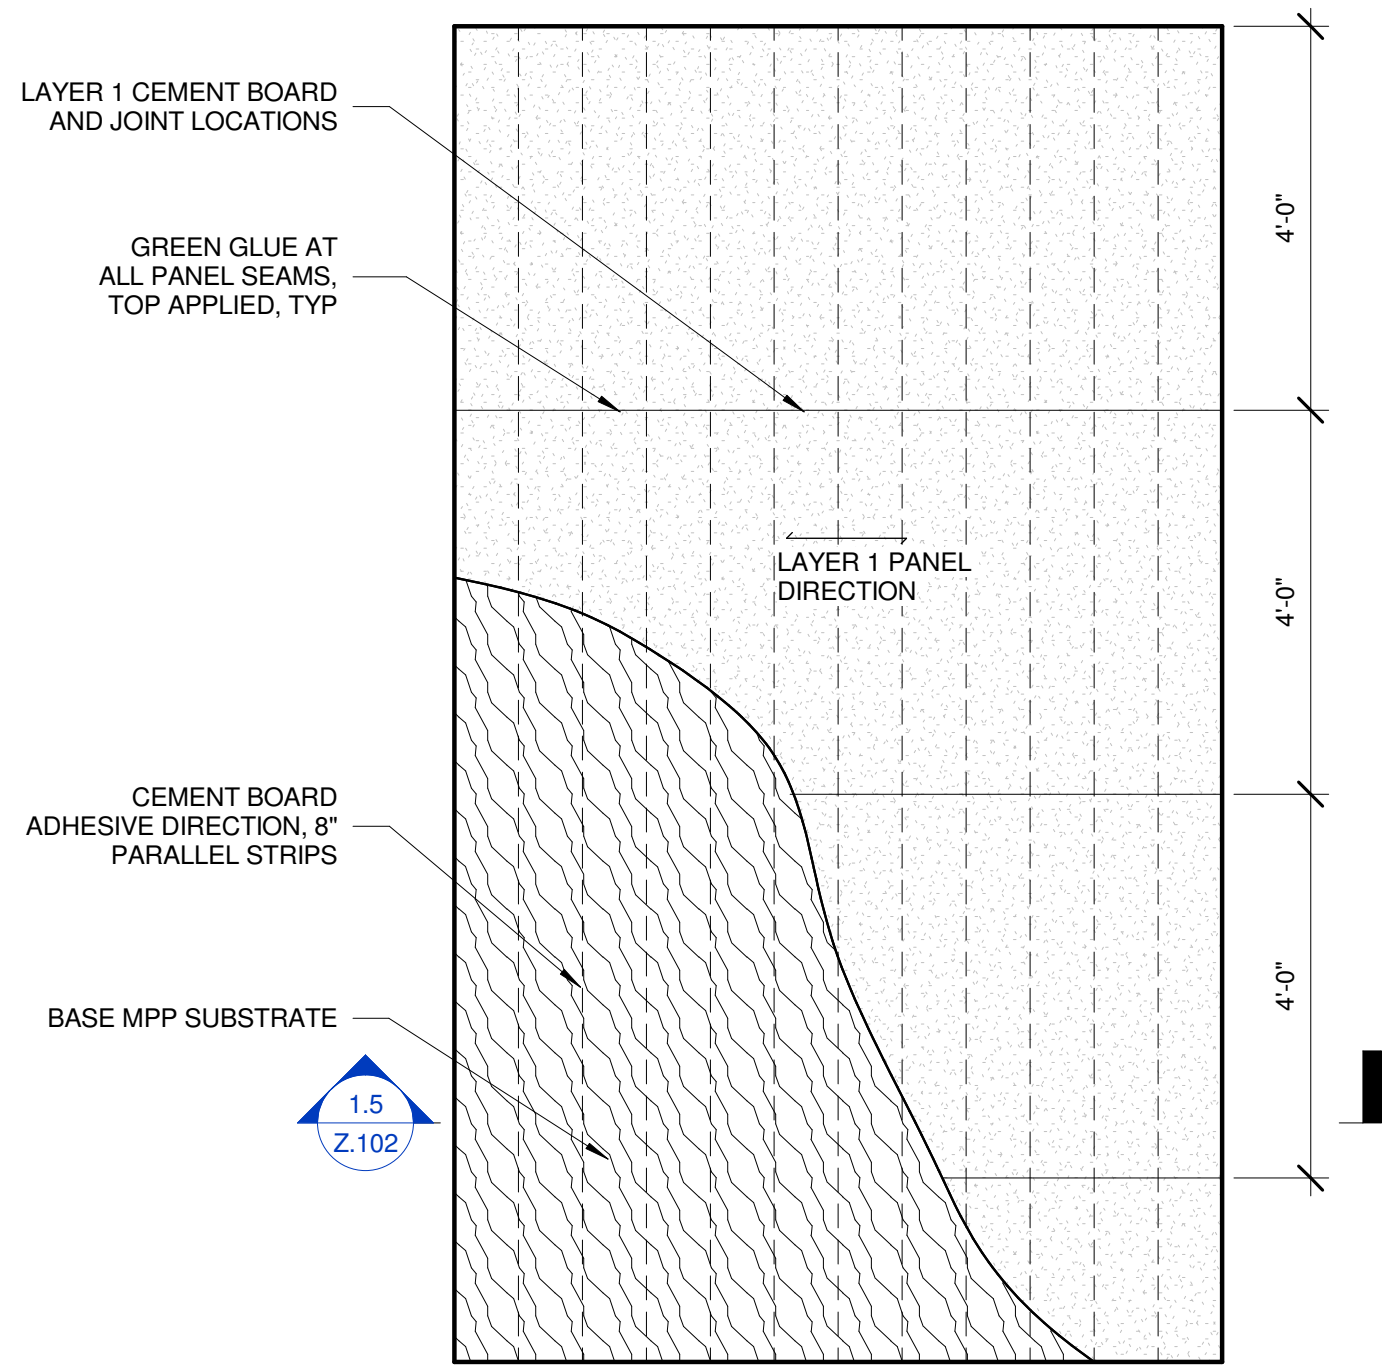 LAYER 1 CEMENT BOARD
AND JOINT LOCATIONS
GREEN GLUE AT
ALL PANEL SEAMS,
TOP APPLIED, TYP
4'-0"
LAYER 1 PANEL
DIRECTION
4'-0"
CEMENT BOARD
ADHESIVE DIRECTION, 8"
PARALLEL STRIPS
4'-0"
BASE MPP SUBSTRATE
1.5
Z.102